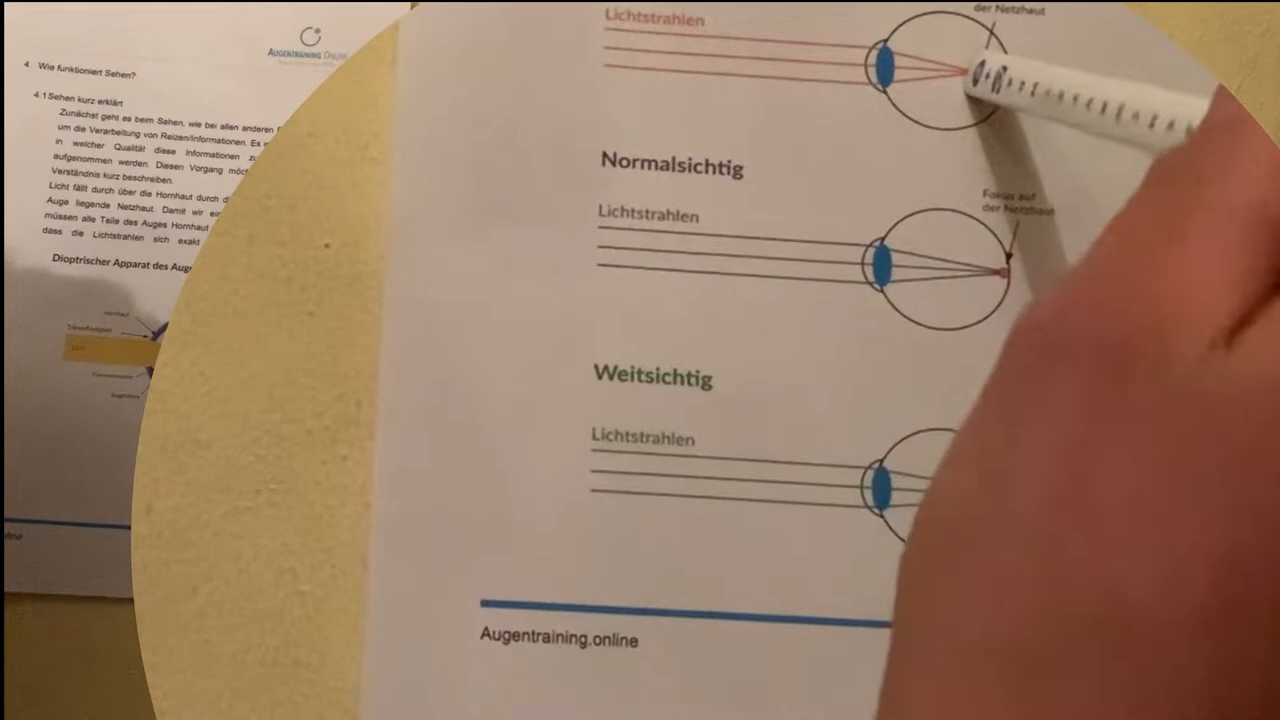 AUGENTRAINING ONLINE
4. Wie funktioniert Sehen?
4.1 Sehen kurz erklärt
Zunächst geht es beim Sehen, wie bei allen anderen
um die Verarbeitung von Reizen/Informationen. Es
in welcher Qualität diese Informationen
aufgenommen werden. Diesen Vorgang
Verständnis kurz beschreiben.
Licht fällt durch über die Hornhaut durch
Auge liegende Netzhaut. Damit wir
müssen alle Teile des Auges Hornhaut
dass die Lichtstrahlen sich exakt
Dioptrischer Apparat des
Licht
der Netzhaut
Lichtstrahlen
Normalsichtig
Fokus auf
der Netzhaut
Lichtstrahlen
Weitsichtig
Lichtstrahlen
Augentraining.online